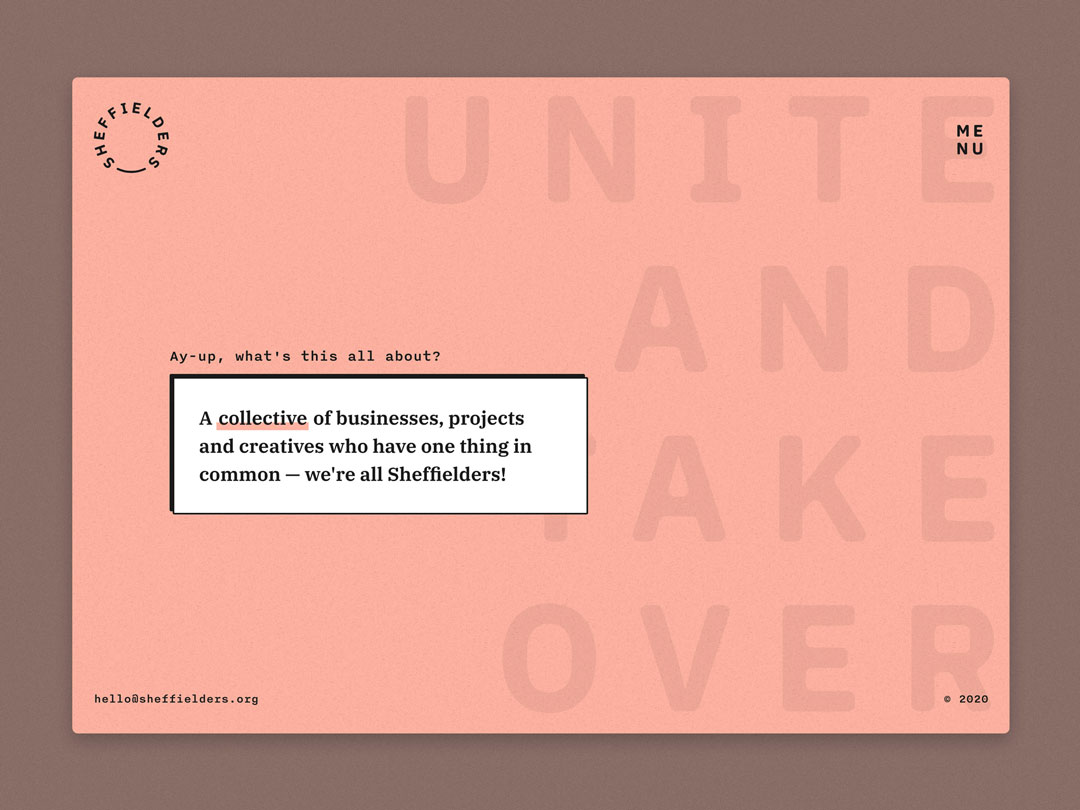 SHEFFIELDERS
ME
NU
UNITE
AND
TAKE
OVER
Ay-up, what's this all about?
A collective of businesses, projects
and creatives who have one thing in
common — we're all Sheffielders!
hello@sheffielders.org
© 2020